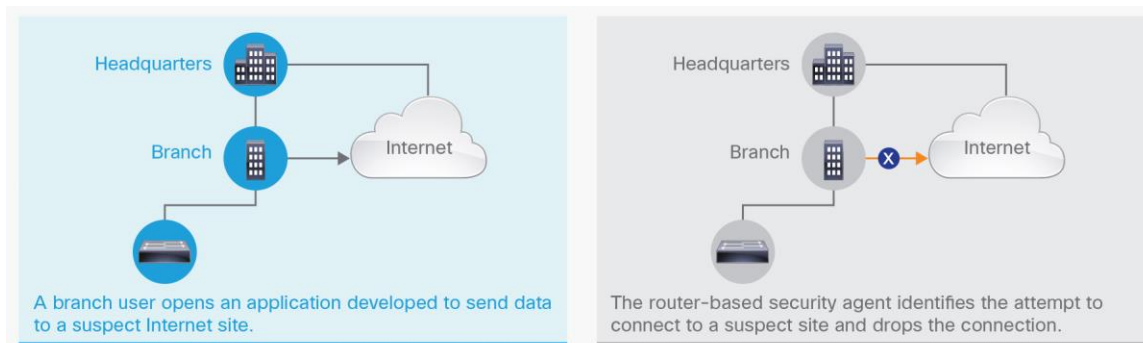 Headquarters
Branch
Internet
A branch user opens an application developed to send data
to a suspect Internet site.
Headquarters
Branch
X
Internet
The router-based security agent identifies the attempt to
connect to a suspect site and drops the connection.